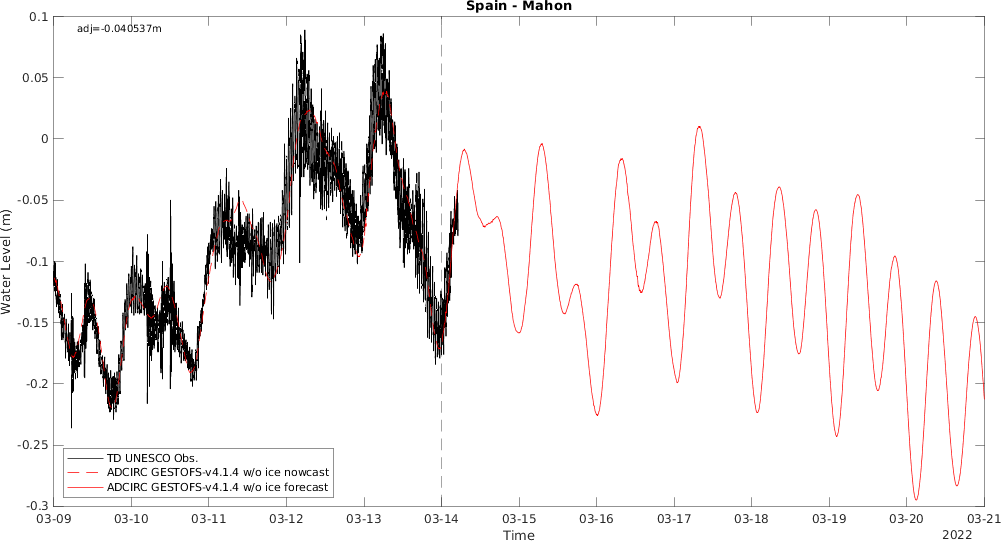 Spain - Mahon
adj=-0.040537m
0.1
0.05
0
-0.05
-0.1
-0.15
-0.2
-0.25
-0.3
Water Level (m)
TD UNESCO Obs.
ADCIRC GESTOFS-v4.1.4 w/o ice nowcast
ADCIRC GESTOFS-v4.1.4 w/o ice forecast
03-09 03-10 03-11 03-12 03-13 03-14 03-15 03-16 03-17 03-18 03-19 03-20 03-21
Time
2022